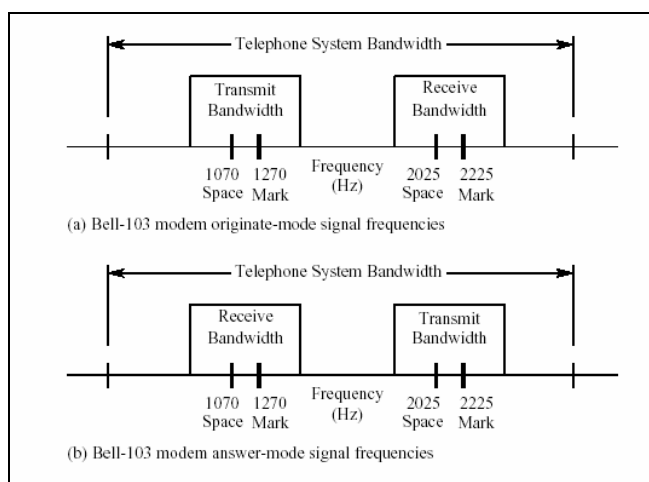 Telephone System Bandwidth
Transmit Receive
Bandwidth Bandwidth
1070 1270 Frequency 2025 2225
Space Mark (Hz) Space Mark
(a) Bell-103 modem originate-mode signal frequencies
Telephone System Bandwidth
Receive Transmit
Bandwidth Bandwidth
1070 1270 Frequency 2025 2225
Space Mark (Hz) Space Mark
(b) Bell-103 modem answer-mode signal frequencies